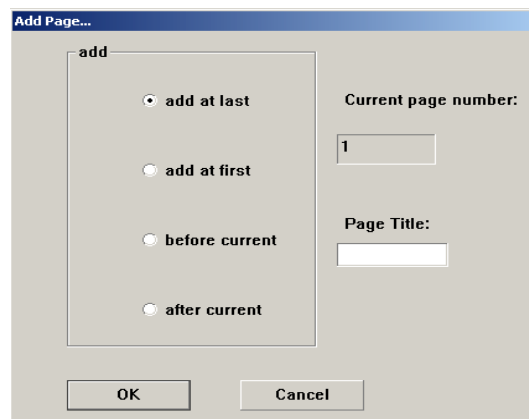 Add Page...
add
add at last
add at first
before current
after current
Current page number:
1
Page Title:
OK
Cancel